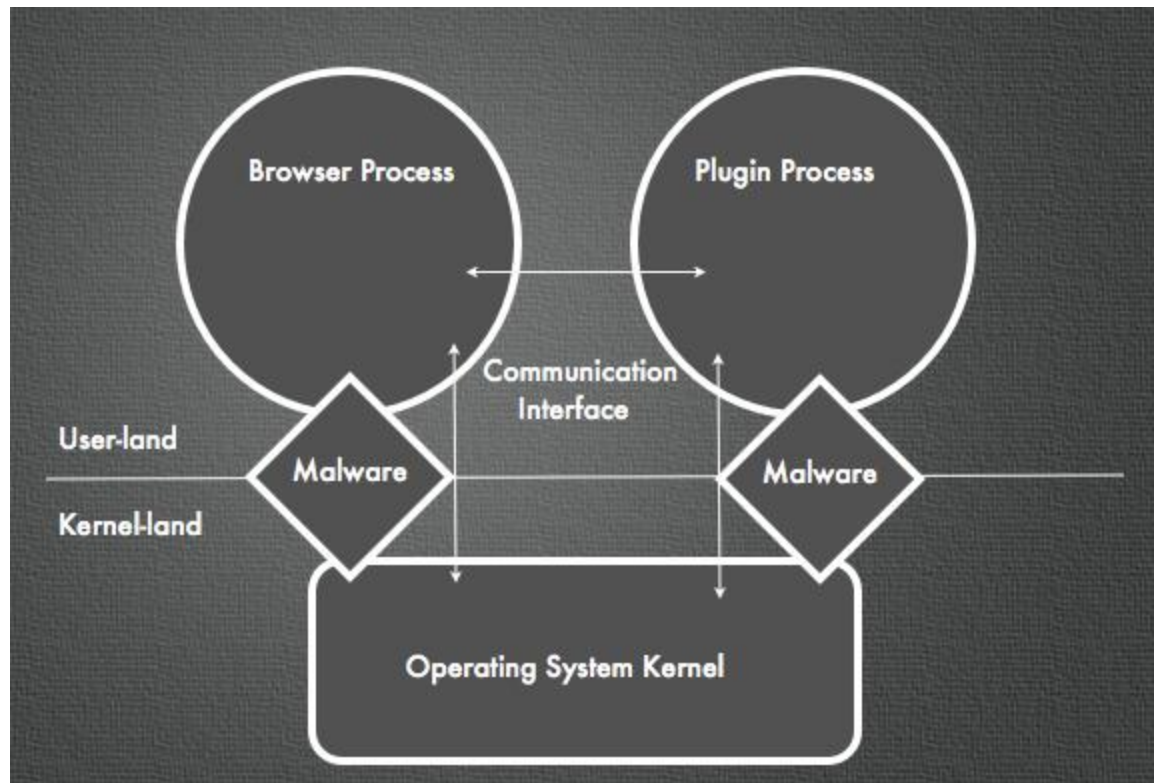 Browser Process
Plugin Process
Communication
Interface
User-land
Malware
Malware
Kernel-land
Operating System Kernel